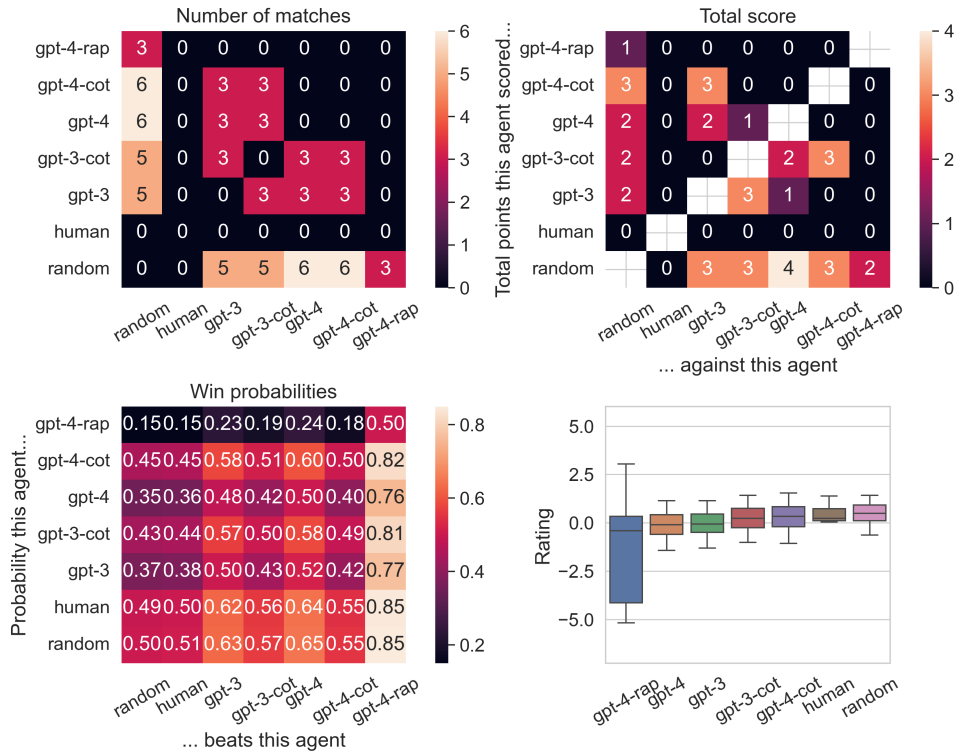 Number of matches
gpt-4-rap 3 0 0 0 0 0 0
gpt-4-cot 6 0 3 3 0 0 0
gpt-4 6 0 3 3 0 0 0
gpt-3-cot 5 0 3 0 3 3 0
gpt-3 5 0 0 3 3 3 0
human 0 0 0 0 0 0 0
random 0 0 5 5 6 6 3
random human gpt-3 gpt-3-cot gpt-4 gpt-4-cot gpt-4-rap
6
5
4
3
2
1
0
Total score
Total points this agent scored...
gpt-4-rap 1 0 0 0 0 0
gpt-4-cot 3 0 3 3 0 0
gpt-4 2 0 2 1 0 0
gpt-3-cot 2 0 0 2 3 0
gpt-3 2 0 3 1 0 0
human 0 0 0 0 0 0
random 0 3 3 4 3 2
random human gpt-3 gpt-3-cot gpt-4 gpt-4-cot gpt-4-rap
... against this agent
4
3
2
1
0
Win probabilities
Probability this agent...
gpt-4-rap 0.15 0.15 0.23 0.19 0.24 0.18 0.50
gpt-4-cot 0.45 0.45 0.58 0.51 0.60 0.50 0.82
gpt-4 0.35 0.36 0.48 0.42 0.50 0.40 0.76
gpt-3-cot 0.43 0.44 0.57 0.50 0.58 0.49 0.81
gpt-3 0.37 0.38 0.50 0.43 0.52 0.42 0.77
human 0.49 0.50 0.62 0.56 0.64 0.55 0.85
random 0.50 0.51 0.63 0.57 0.65 0.55 0.85
random human gpt-3 gpt-3-cot gpt-4 gpt-4-cot gpt-4-rap
... beats this agent
0.8
0.6
0.4
0.2
Rating
5.0
2.5
0.0
−2.5
−5.0
gpt-4-rap gpt-4 gpt-3 gpt-3-cot gpt-4-cot human random